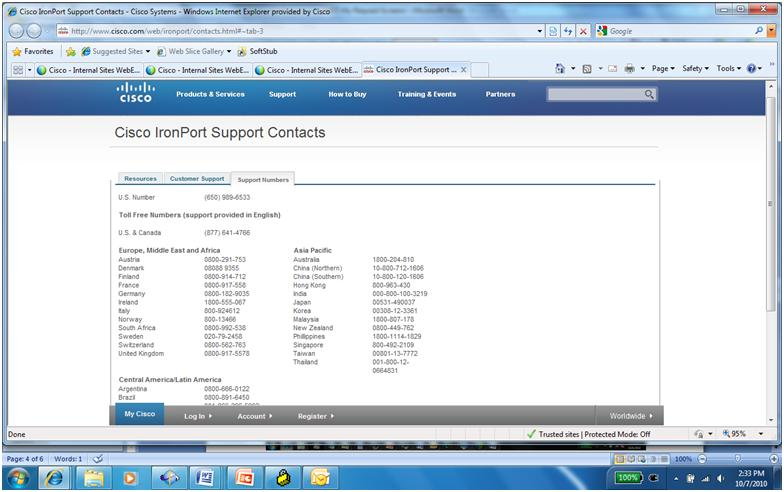 Cisco IronPort Support Contacts - Cisco Systems - Windows Internet Explorer provided by Cisco
http://www.cisco.com/web/ironport/contacts.html#~tab-3
Google
Favorites Suggested Sites Web Slice Gallery SoftStub
Cisco - Internal Sites WebE... Cisco - Internal Sites WebE... Cisco - Internal Sites WebE... Cisco IronPort Support ... X Page Safety Tools
CISCO Products & Services Support How to Buy Training & Events Partners
Cisco IronPort Support Contacts
Resources Customer Support Support Numbers
U.S. Number (650) 989-6533
Toll Free Numbers (support provided in English)
U.S. & Canada (877) 641-4766
Europe, Middle East and Africa
Austria 0800-291-753
Denmark 08088 9355
Finland 0800-914-712
France 0800-917-558
Germany 0800-182-9035
Ireland 1800-555-067
Italy 800-924612
Norway 800-13466
South Africa 0800-992-538
Sweden 020-79-2458
Switzerland 0800-562-763
United Kingdom 0800-917-5578
Asia Pacific
Australia 1800-204-810
China (Northern) 10-800-712-1606
China (Southern) 10-800-120-1606
Hong Kong 800-963-430
India 000-800-100-3219
Japan 00531-490037
Korea 00308-12-3361
Malaysia 1800-807-178
New Zealand 0800-449-762
Philippines 1800-1114-1829
Singapore 800-492-2109
Taiwan 00801-13-7772
Thailand 001-800-12-
0664831
Central America/Latin America
Argentina 0800-666-0122
Brazil 0800-891-6450
My Cisco Log In Account Register Worldwide
Done Trusted sites | Protected Mode: Off 95%
Page: 4 of 6 Words: 1 100%
100% 2:33 PM
10/7/2010